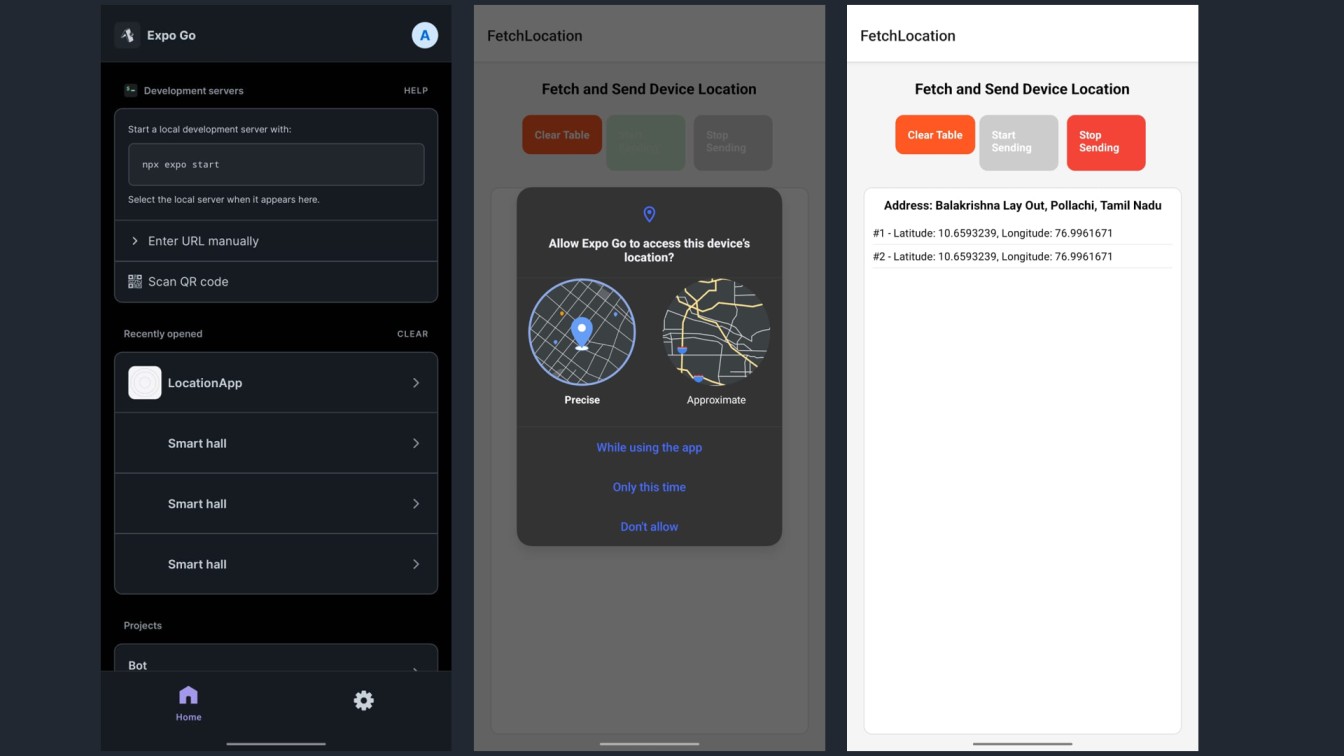 Expo Go
A
Development servers
HELP
Start a local development server with:
npx expo start
Select the local server when it appears here.
Enter URL manually
Scan QR code
Recently opened
CLEAR
LocationApp
Smart hall
Smart hall
Smart hall
Projects
Bot
Home
FetchLocation
Fetch and Send Device Location
Clear Table
Start
Sending
Stop
Sending
Allow Expo Go to access this device's
location?
Precise
Approximate
While using the app
Only this time
Don't allow
FetchLocation
Fetch and Send Device Location
Clear Table
Start
Sending
Stop
Sending
Address: Balakrishna Lay Out, Pollachi, Tamil Nadu
#1 - Latitude: 10.6593239, Longitude: 76.9961671
#2 - Latitude: 10.6593239, Longitude: 76.9961671